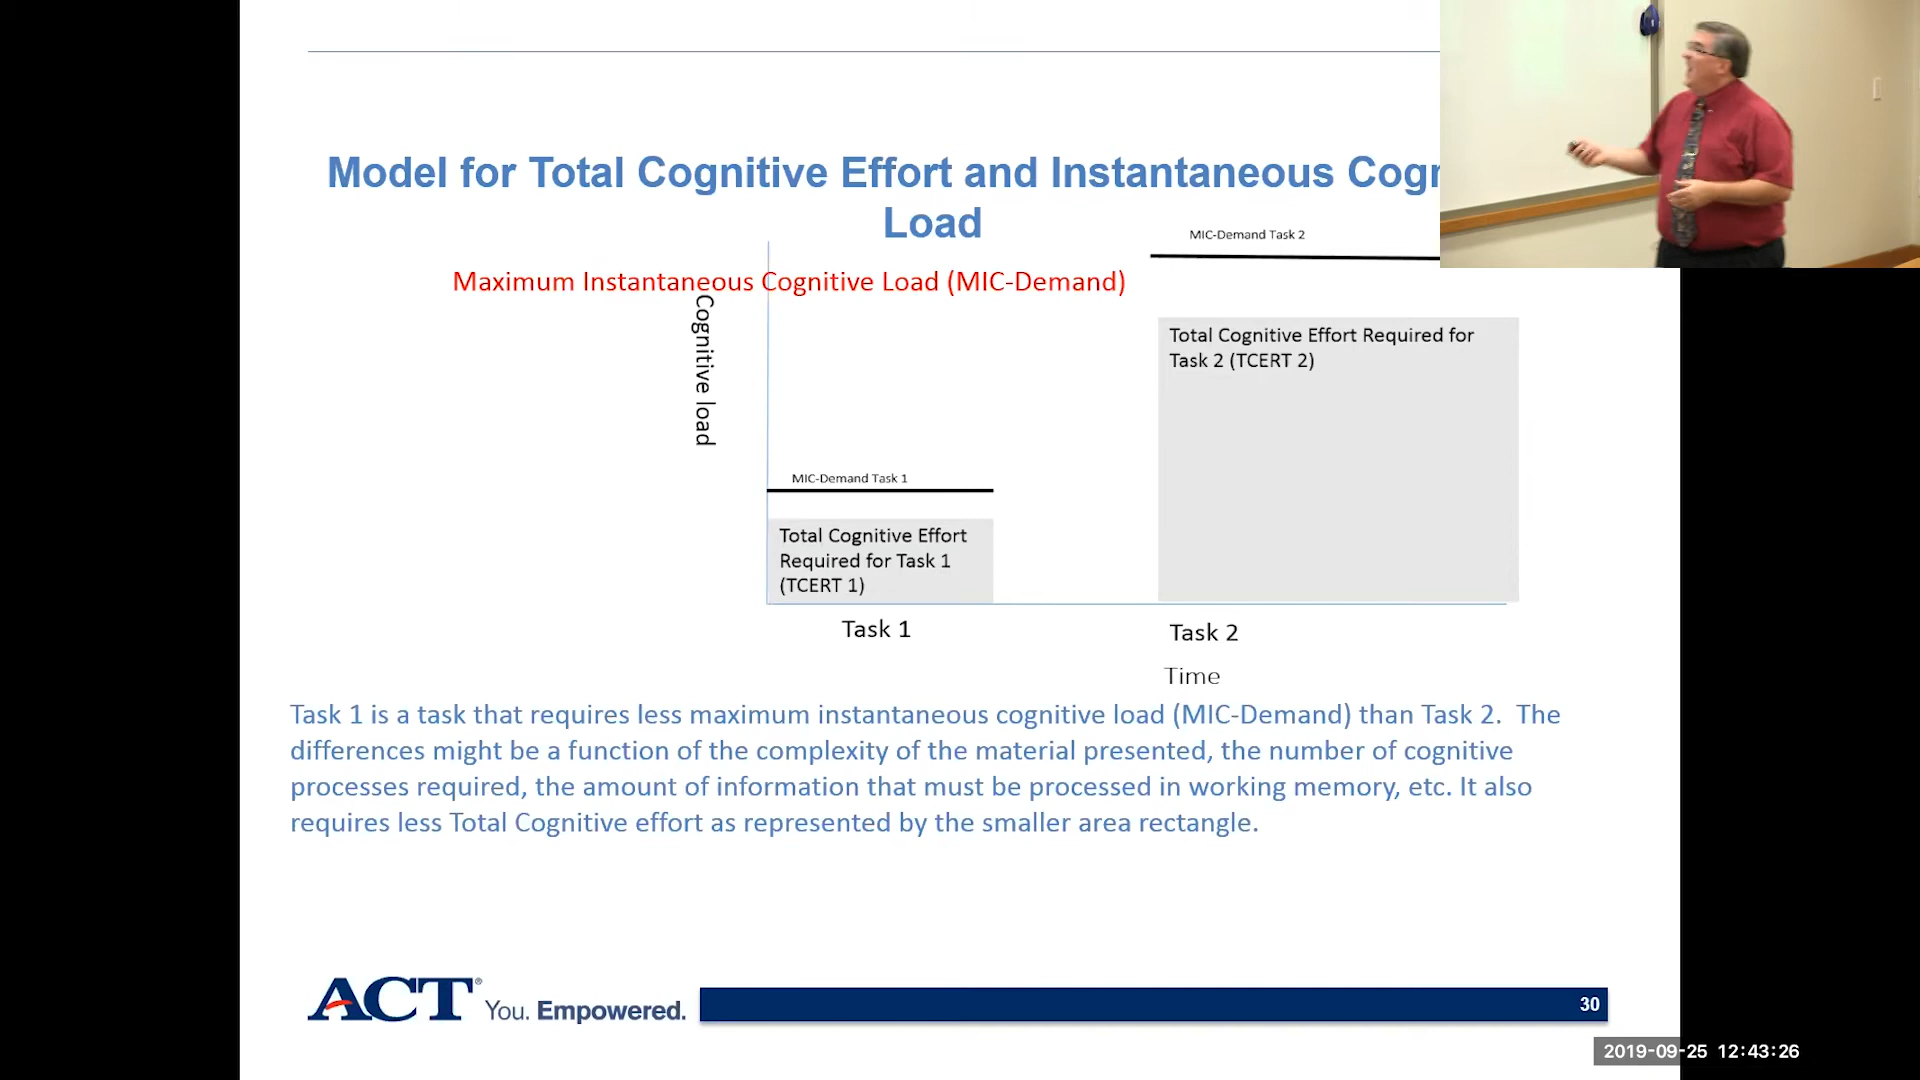 Model for Total Cognitive Effort and Instantaneous
Load
MIC-Demand Task 2
Maximum Instantaneous Cognitive Load (MIC-Demand)
Cognitive load
Total Cognitive Effort Required for
Task 2 (TCERT 2)
MIC-Demand Task 1
Total Cognitive Effort
Required for Task 1
(TCERT 1)
Task 1
Task 2
Time
Task 1 is a task that requires less maximum instantaneous cognitive load (MIC-Demand) than Task 2. The
differences might be a function of the complexity of the material presented, the number of cognitive
processes required, the amount of information that must be processed in working memory, etc. It also
requires less Total Cognitive effort as represented by the smaller area rectangle.
ACT® You. Empowered.
30
2019-09-25 12:43:26